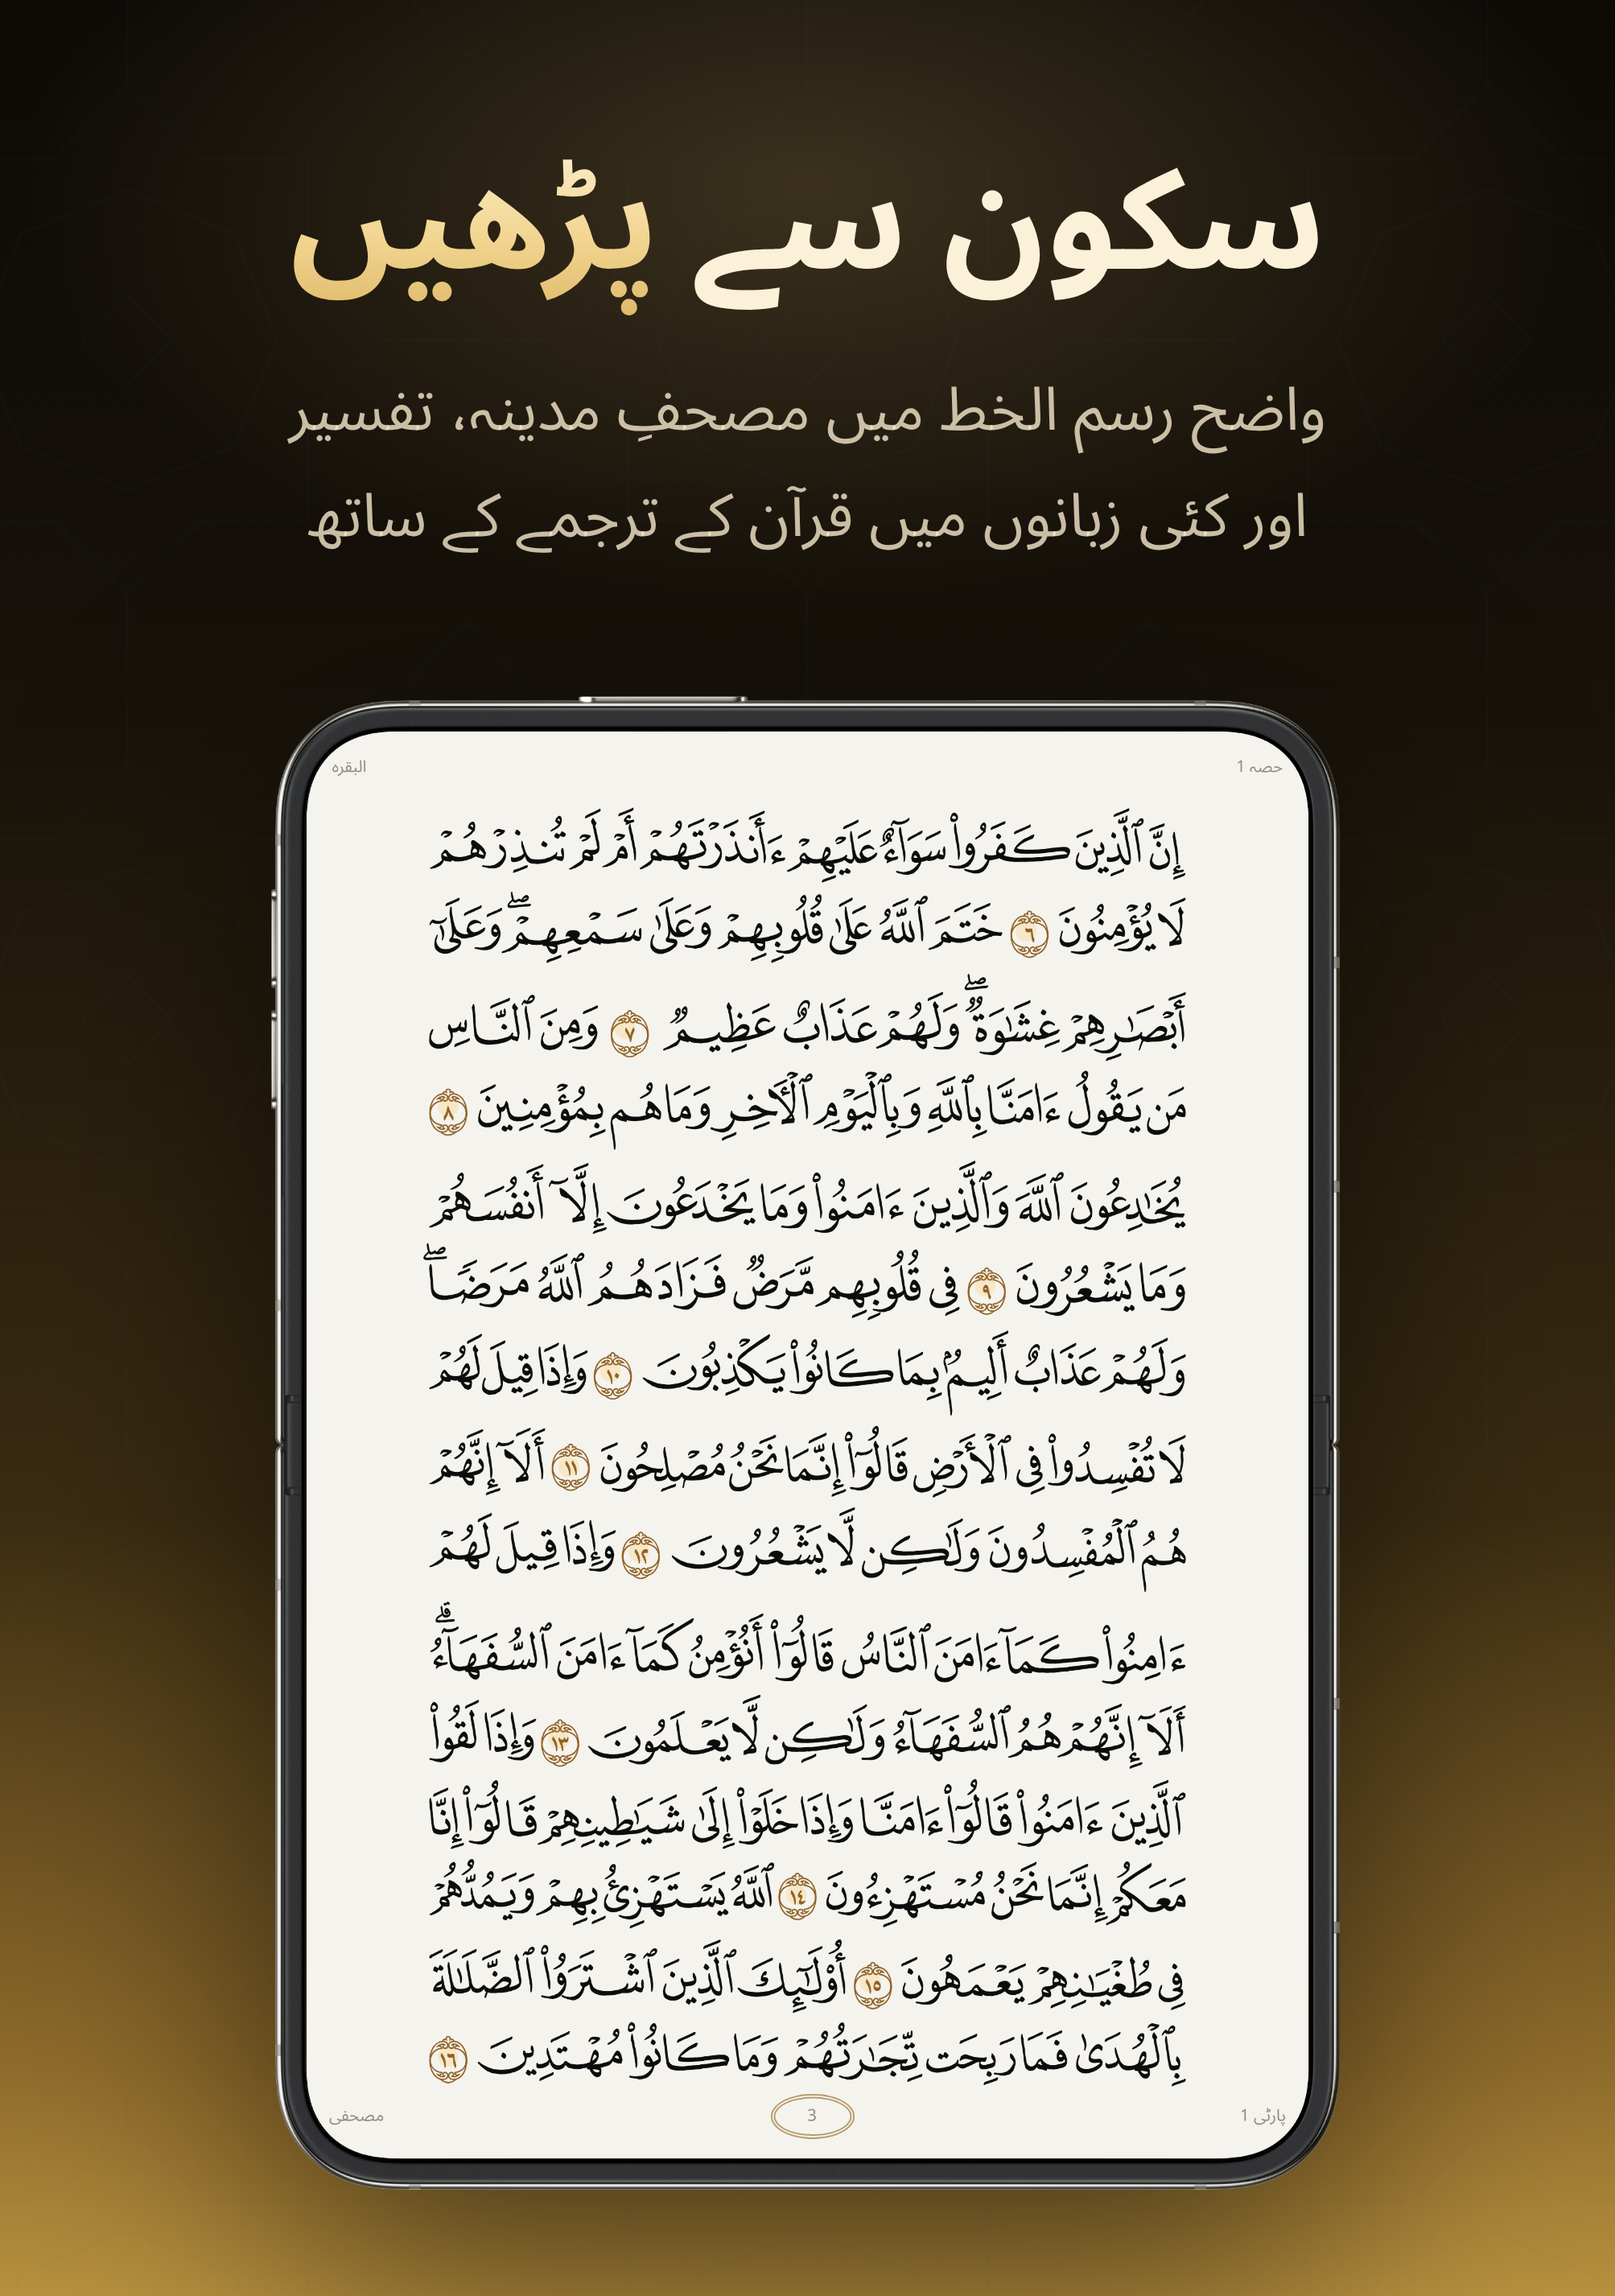 سکون سے پڑھیں
واضح رسم الخط میں مصحفِ مدینہ، تفسیر
اور کئی زبانوں میں قرآن کے ترجمے کے ساتھ
حصہ 1
البقرہ
إِنَّ ٱلَّذِينَ كَفَرُواْ سَوَآءٌ عَلَيْهِمْ ءَأَنذَرْتَهُمْ أَمْ لَمْ تُنذِرْهُمْ
لَا يُؤْمِنُونَ ٦ خَتَمَ ٱللَّهُ عَلَىٰ قُلُوبِهِمْ وَعَلَىٰ سَمْعِهِمْۖ وَعَلَىٰٓ
أَبْصَٰرِهِمْ غِشَٰوَةٌۖ وَلَهُمْ عَذَابٌ عَظِيمٌ ٧ وَمِنَ ٱلنَّاسِ
مَن يَقُولُ ءَامَنَّا بِٱللَّهِ وَبِٱلْيَوْمِ ٱلْأٓخِرِ وَمَا هُم بِمُؤْمِنِينَ ٨
يُخَٰدِعُونَ ٱللَّهَ وَٱلَّذِينَ ءَامَنُواْ وَمَا يَخْدَعُونَ إِلَّآ أَنفُسَهُمْ
وَمَا يَشْعُرُونَ ٩ فِى قُلُوبِهِم مَّرَضٌ فَزَادَهُمُ ٱللَّهُ مَرَضًاۖ
وَلَهُمْ عَذَابٌ أَلِيمُۢ بِمَا كَانُواْ يَكْذِبُونَ ١٠ وَإِذَا قِيلَ لَهُمْ
لَا تُفْسِدُواْ فِى ٱلْأَرْضِ قَالُوٓاْ إِنَّمَا نَحْنُ مُصْلِحُونَ ١١ أَلَآ إِنَّهُمْ
هُمُ ٱلْمُفْسِدُونَ وَلَٰكِن لَّا يَشْعُرُونَ ١٢ وَإِذَا قِيلَ لَهُمْ
ءَامِنُواْ كَمَآ ءَامَنَ ٱلنَّاسُ قَالُوٓاْ أَنُؤْمِنُ كَمَآ ءَامَنَ ٱلسُّفَهَآءُۗ
أَلَآ إِنَّهُمْ هُمُ ٱلسُّفَهَآءُ وَلَٰكِن لَّا يَعْلَمُونَ ١٣ وَإِذَا لَقُواْ
ٱلَّذِينَ ءَامَنُواْ قَالُوٓاْ ءَامَنَّا وَإِذَا خَلَوْاْ إِلَىٰ شَيَٰطِينِهِمْ قَالُوٓاْ إِنَّا
مَعَكُمْ إِنَّمَا نَحْنُ مُسْتَهْزِءُونَ ١٤ ٱللَّهُ يَسْتَهْزِئُ بِهِمْ وَيَمُدُّهُمْ
فِى طُغْيَٰنِهِمْ يَعْمَهُونَ ١٥ أُوْلَٰٓئِكَ ٱلَّذِينَ ٱشْتَرَوُاْ ٱلضَّلَٰلَةَ
بِٱلْهُدَىٰ فَمَا رَبِحَت تِّجَٰرَتُهُمْ وَمَا كَانُواْ مُهْتَدِينَ ١٦
پارٹی 1
3
مصحفی